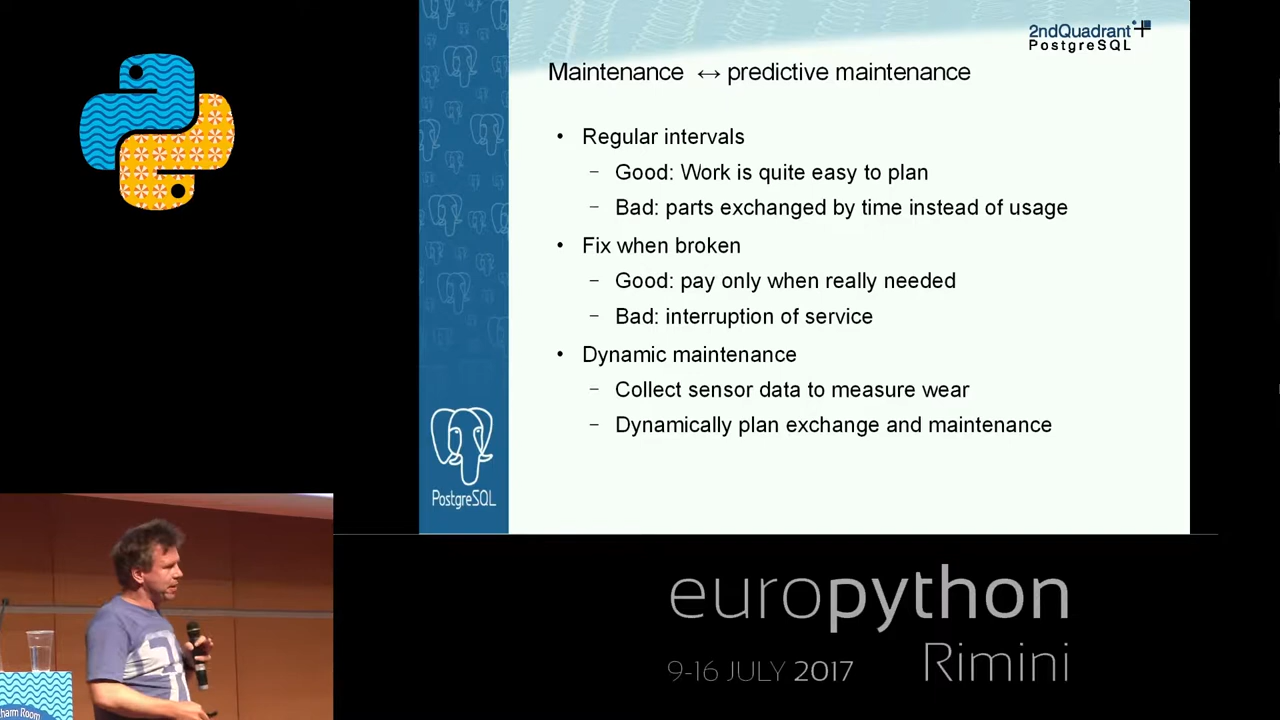 2ndQuadrant
PostgreSQL
Maintenance ↔ predictive maintenance
• Regular intervals
– Good: Work is quite easy to plan
– Bad: parts exchanged by time instead of usage
• Fix when broken
– Good: pay only when really needed
– Bad: interruption of service
• Dynamic maintenance
– Collect sensor data to measure wear
– Dynamically plan exchange and maintenance
PostgreSQL
europython
9-16 JULY 2017
Rimini
Room